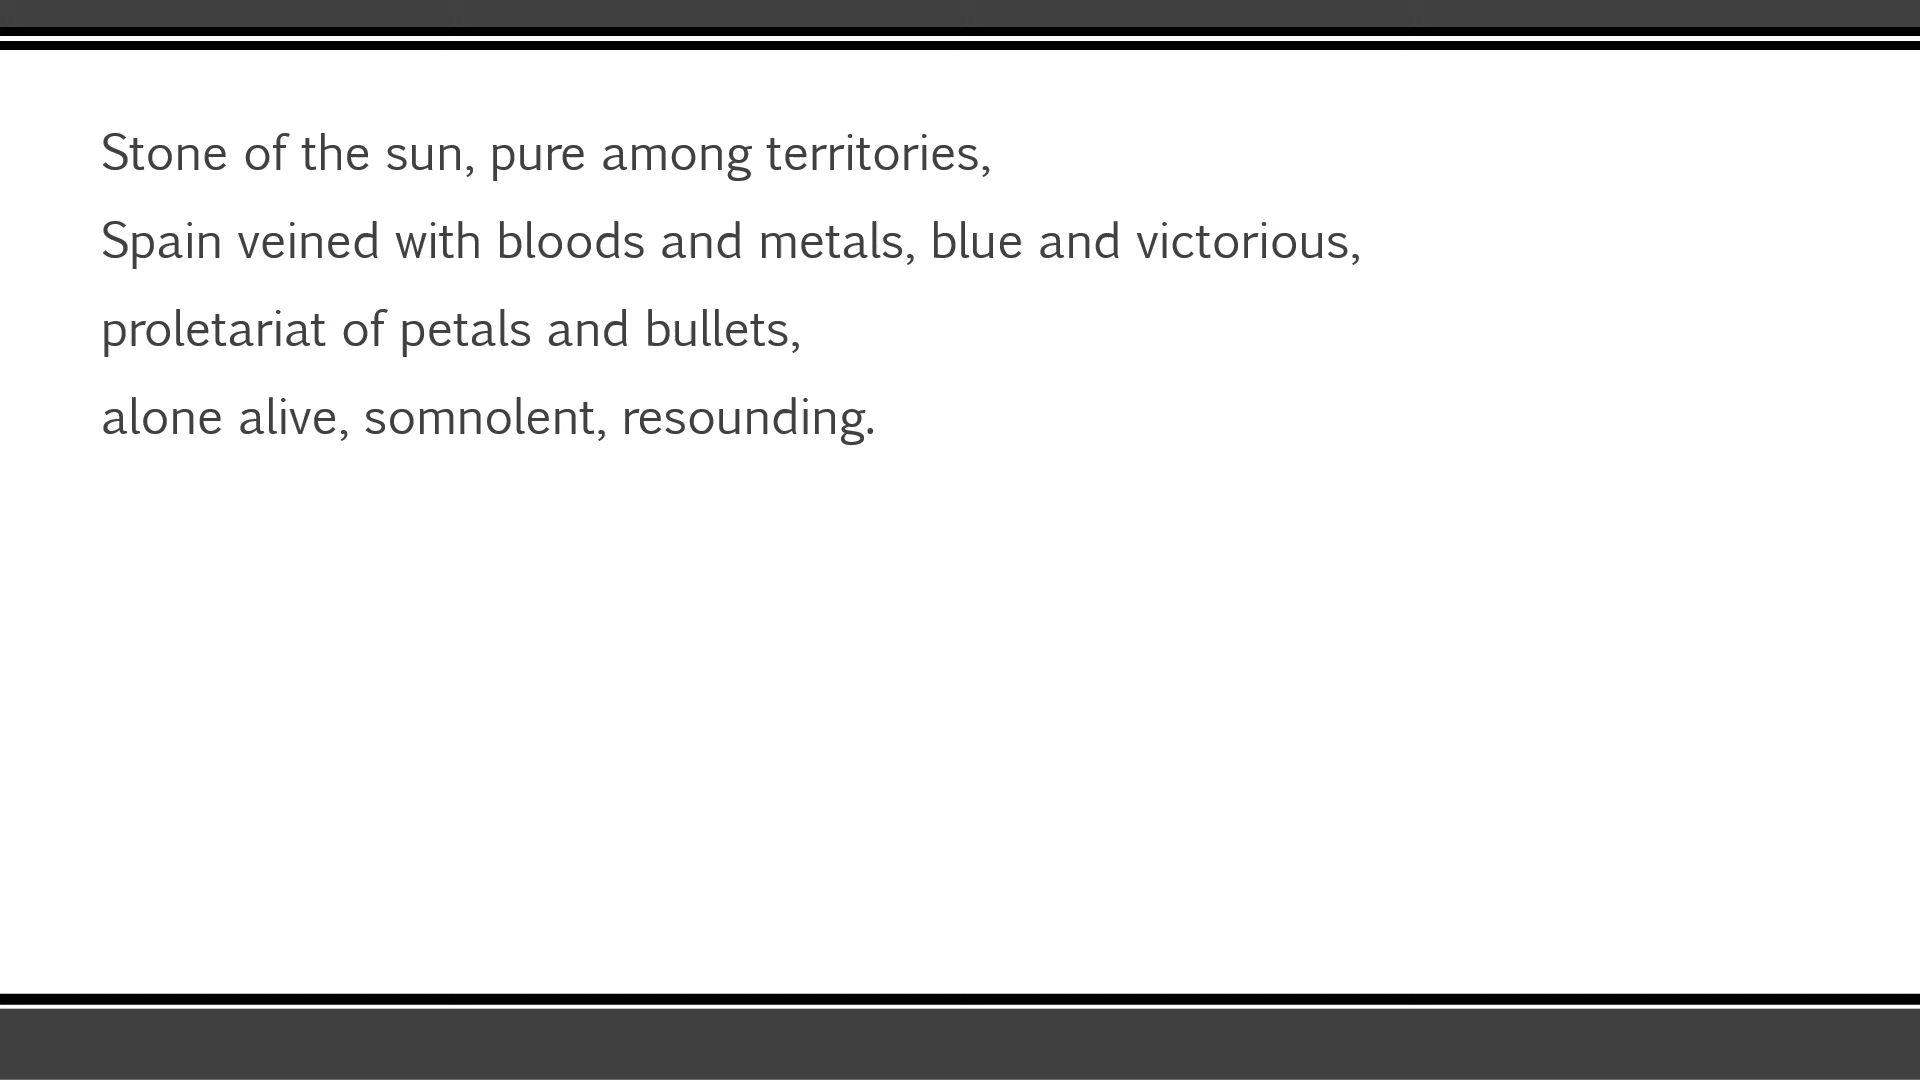 Stone of the sun, pure among territories,
Spain veined with bloods and metals, blue and victorious,
proletariat of petals and bullets,
alone alive, somnolent, resounding.